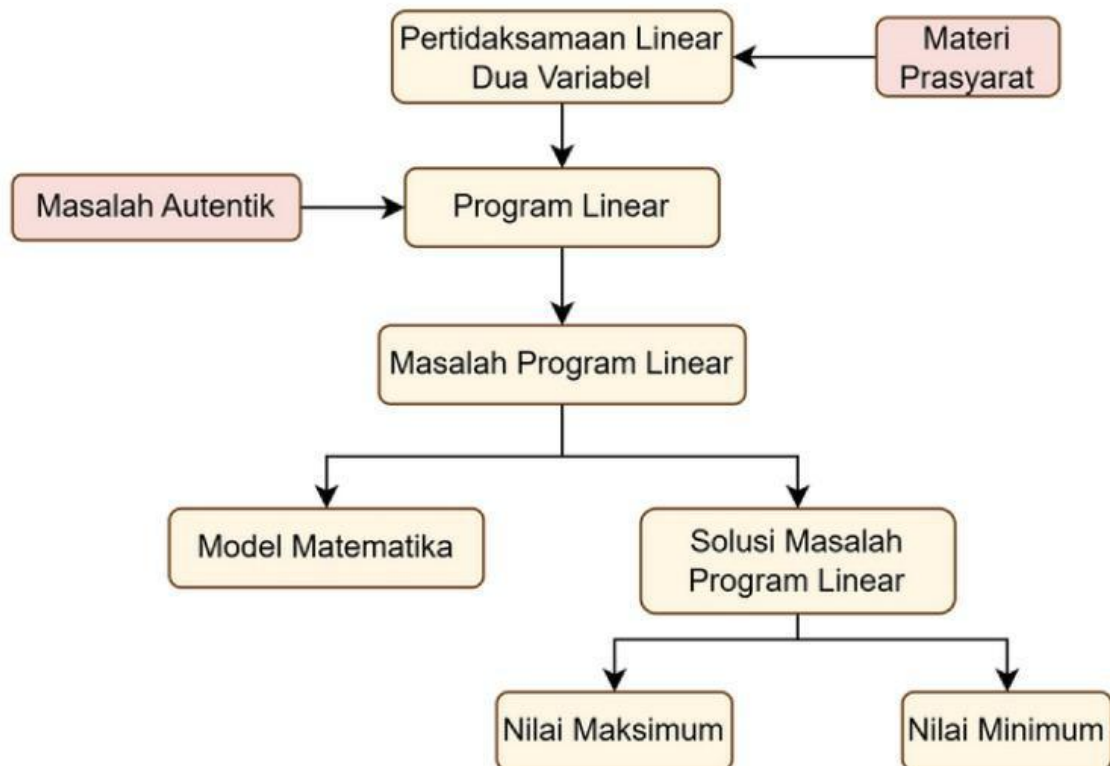 Pertidaksamaan Linear
Dua Variabel
Materi
Prasyarat
Masalah Autentik
Program Linear
Masalah Program Linear
Model Matematika
Solusi Masalah
Program Linear
Nilai Maksimum
Nilai Minimum